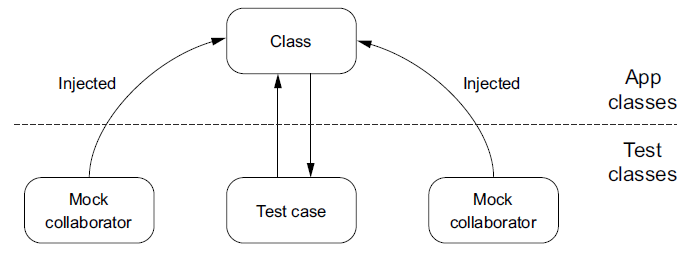 Class
Injected
Injected
App
classes
Test
classes
Mock
collaborator
Test case
Mock
collaborator